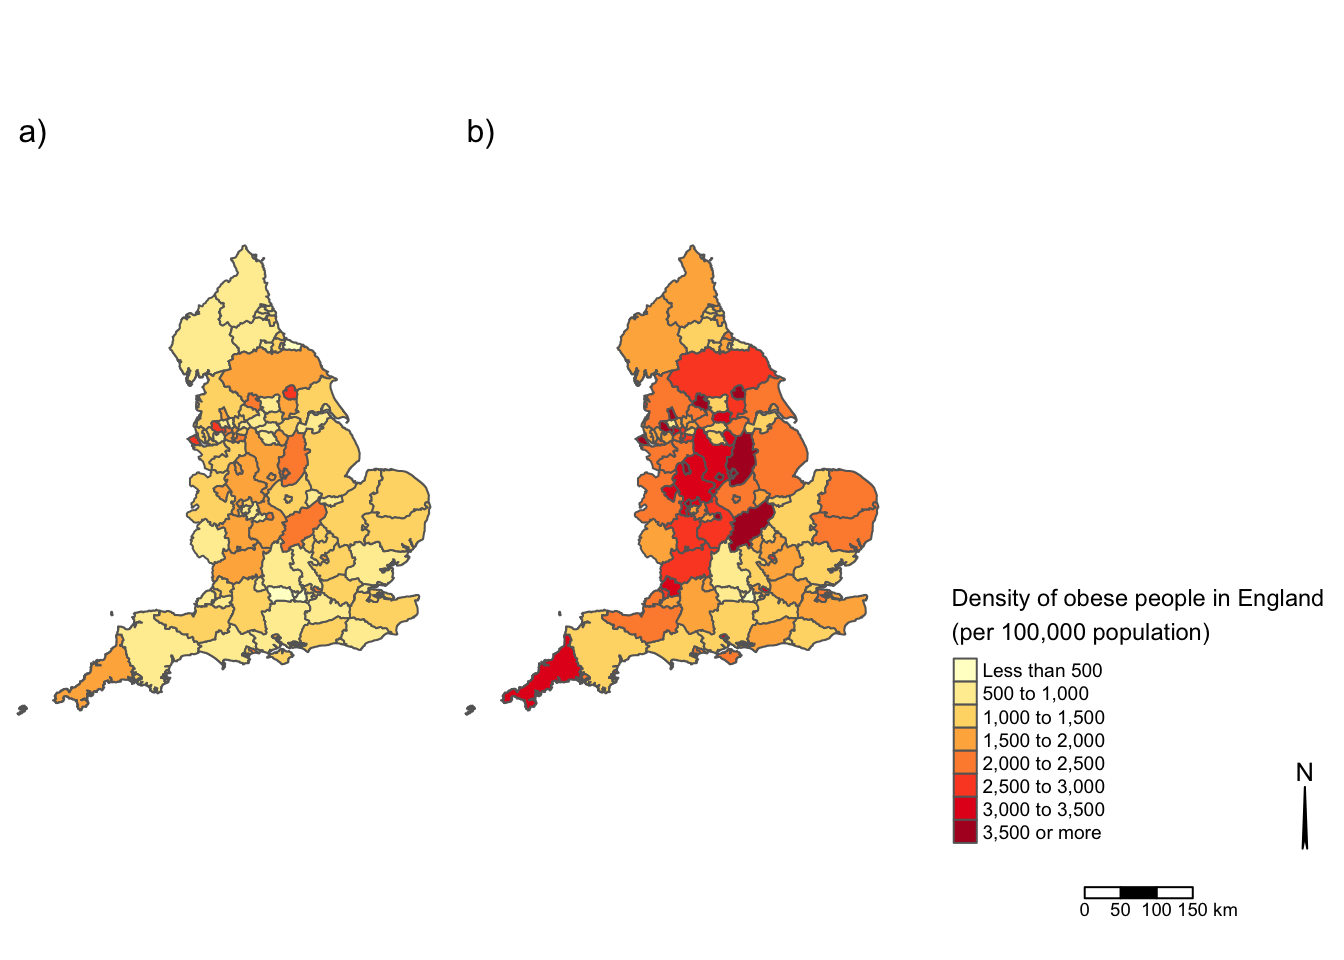 a)
b)
Density of obese people in England
(per 100,000 population)
Less than 500
500 to 1,000
1,000 to 1,500
1,500 to 2,000
2,000 to 2,500
2,500 to 3,000
3,000 to 3,500
3,500 or more
N
0 50 100 150 km